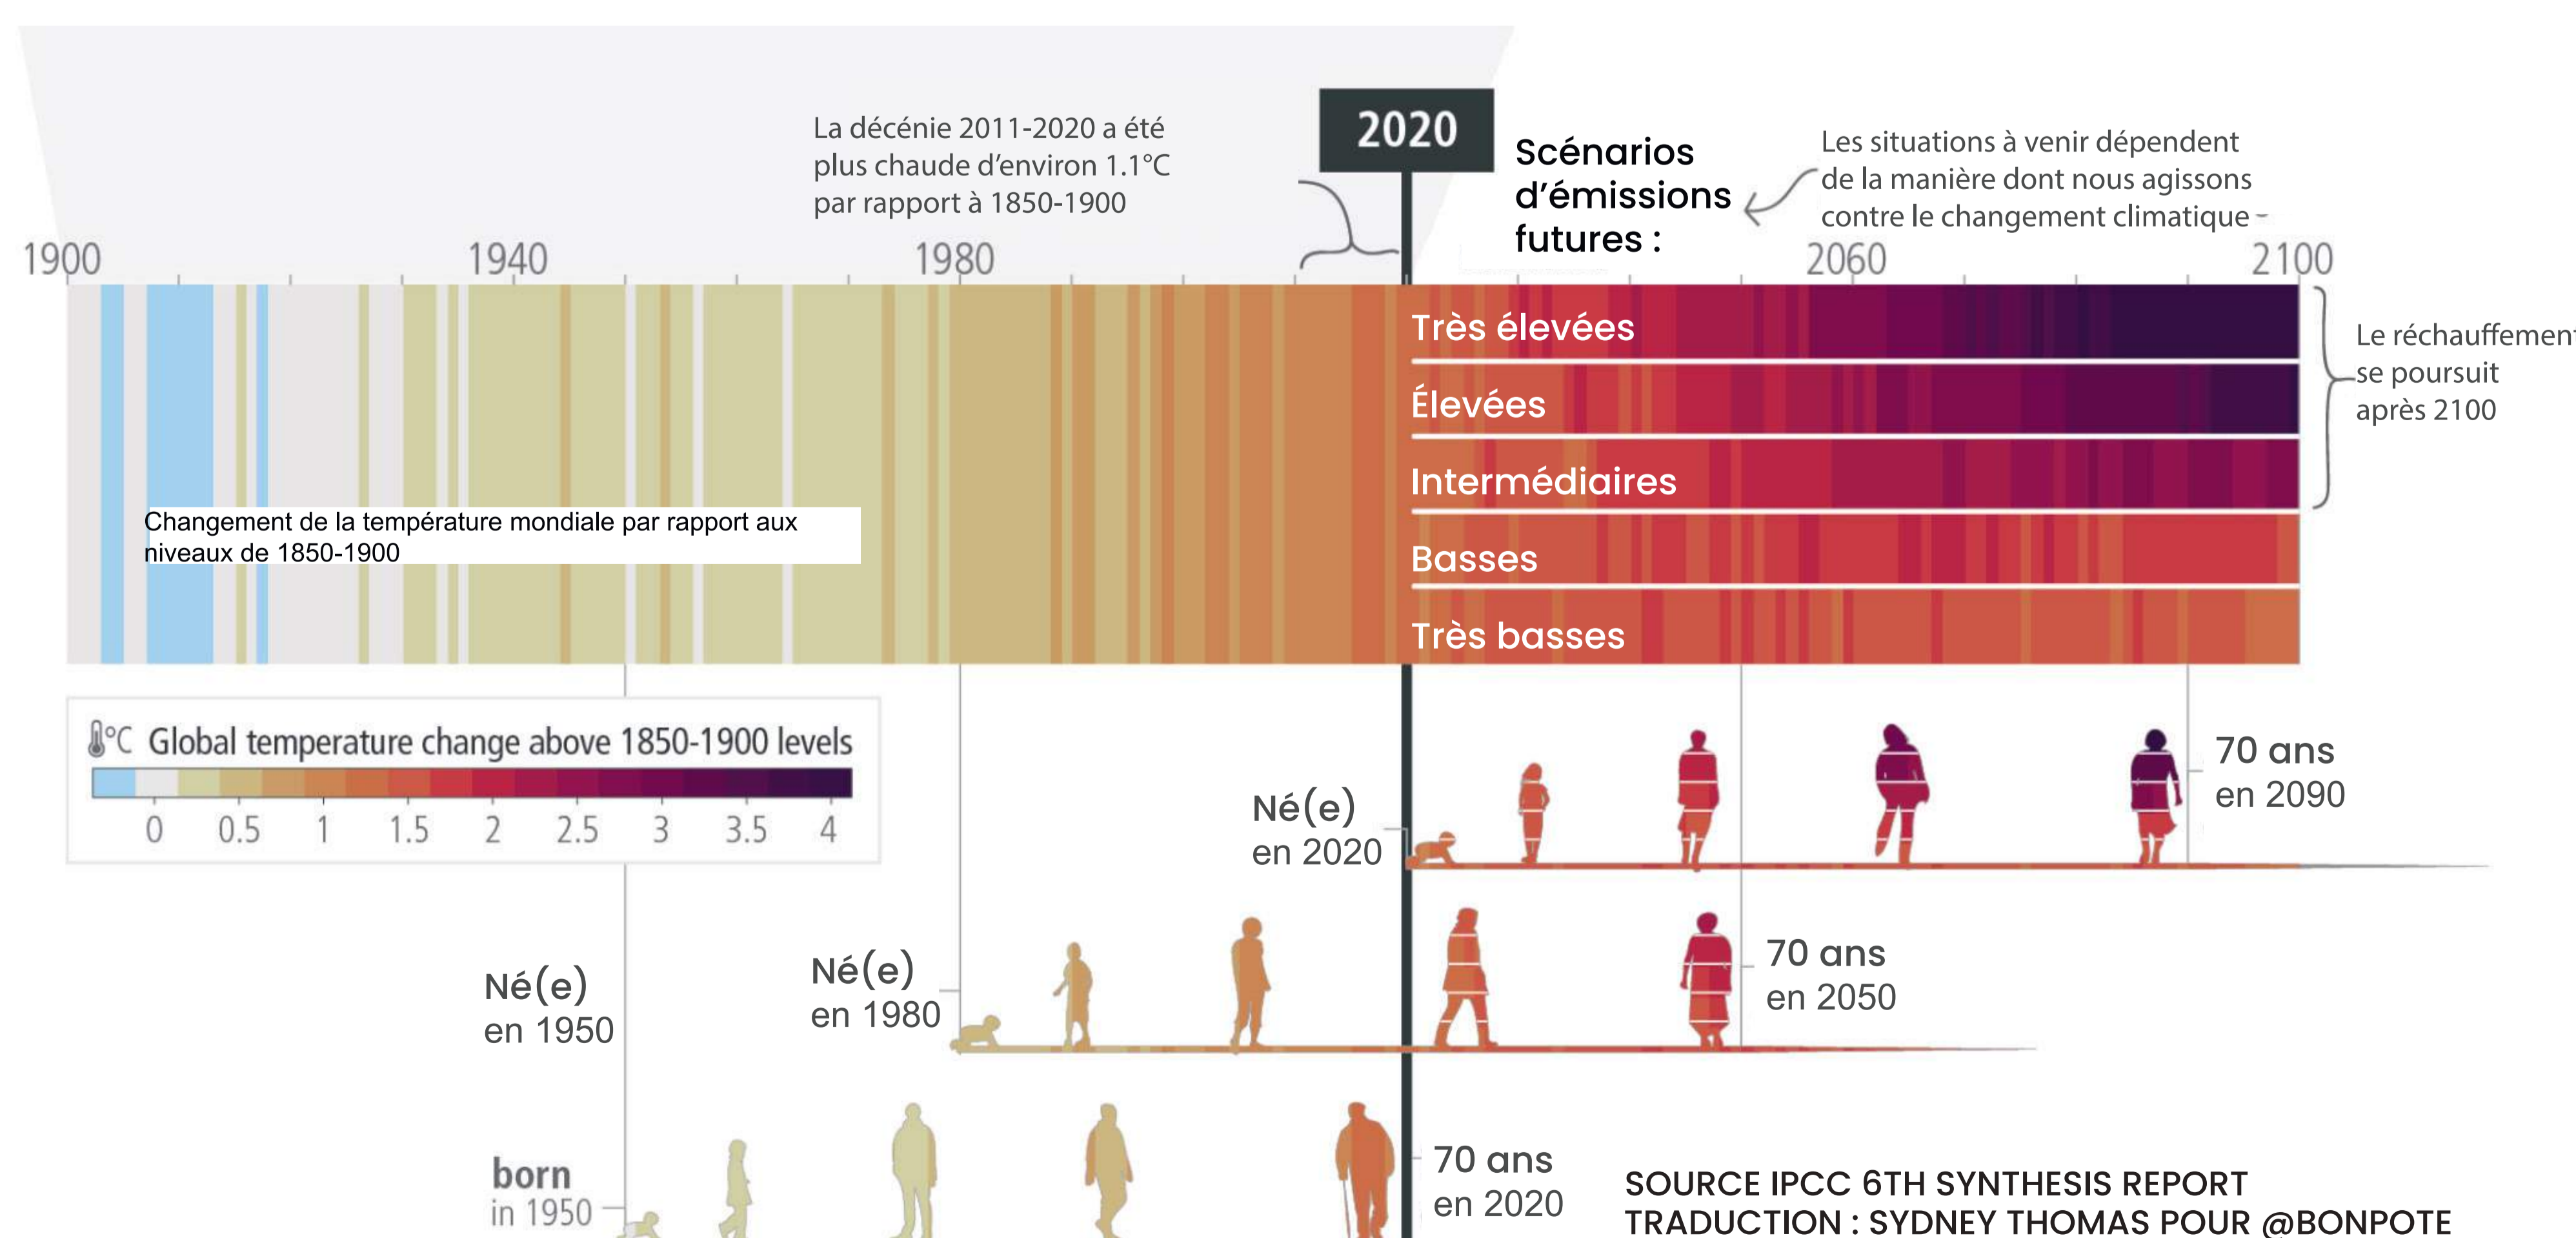 La décénie 2011-2020 a été
plus chaude d'environ 1.1°C
par rapport à 1850-1900
2020
Scénarios
d'émissions
futures :
Les situations à venir dépendent
de la manière dont nous agissons
contre le changement climatique
1900
1940
1980
2060
2100
Très élevées
Élevées
Intermédiaires
Basses
Très basses
Le réchauffement
se poursuit
après 2100
Changement de la température mondiale par rapport aux
niveaux de 1850-1900
°C Global temperature change above 1850-1900 levels
0 0.5 1 1.5 2 2.5 3 3.5 4
Né(e)
en 2020
70 ans
en 2090
Né(e)
en 1950
Né(e)
en 1980
70 ans
en 2050
born
in 1950
70 ans
en 2020
SOURCE IPCC 6TH SYNTHESIS REPORT
TRADUCTION : SYDNEY THOMAS POUR @BONPOTE